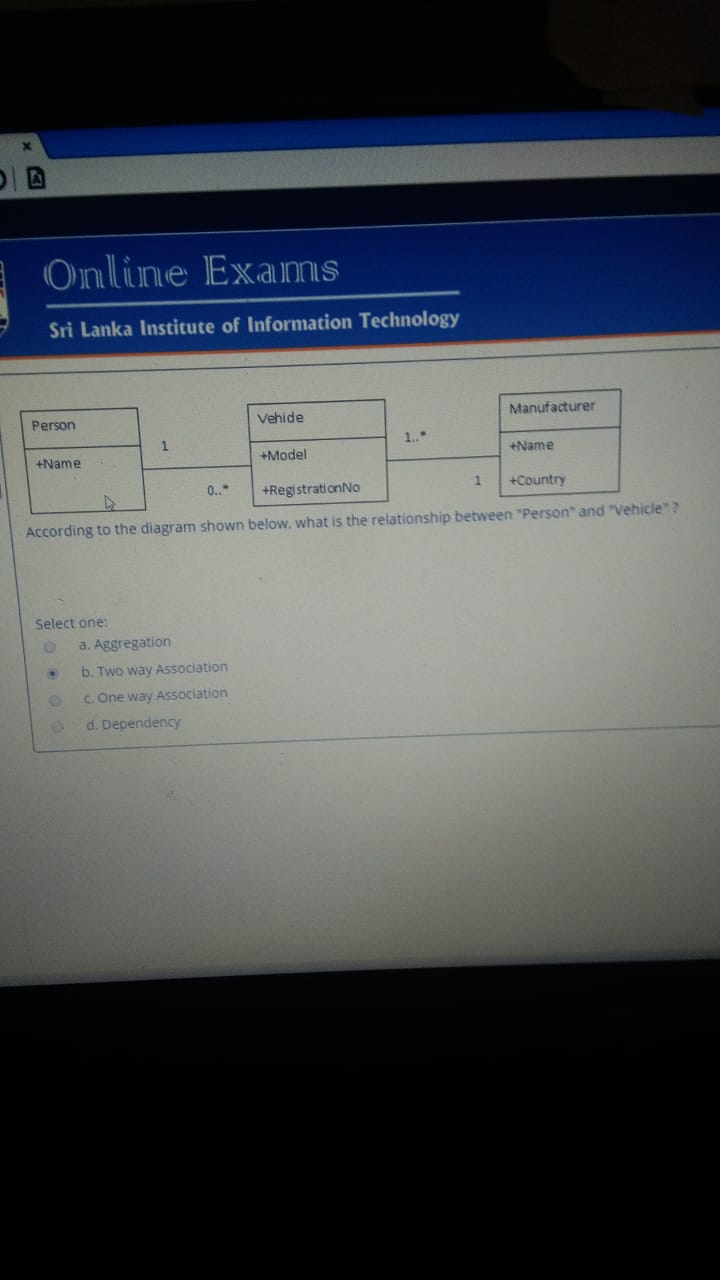 x
Online Exams
Sri Lanka Institute of Information Technology
Person
+Name
1
0..*
Vehide
+Model
+RegistrationNo
1..*
1
Manufacturer
+Name
+Country
According to the diagram shown below, what is the relationship between "Person" and "Vehicle" ?
Select one:
a. Aggregation
b. Two way Association
c. One way Association
d. Dependency